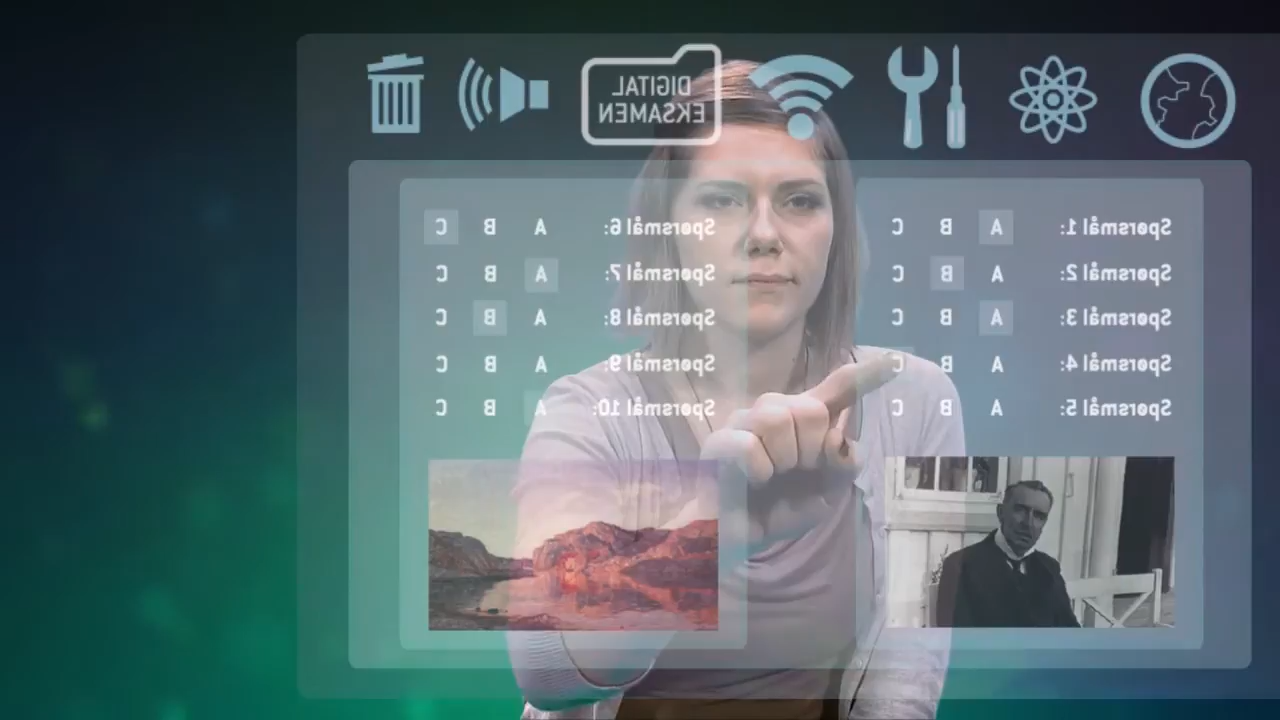 DIGITAL
EKSAMEN
Spørsmål 1: A B C
Spørsmål 2: A B C
Spørsmål 3: A B C
Spørsmål 4: A B C
Spørsmål 5: A B C
Spørsmål 6: A B C
Spørsmål 7: A B C
Spørsmål 8: A B C
Spørsmål 9: A B C
Spørsmål 10: A B C